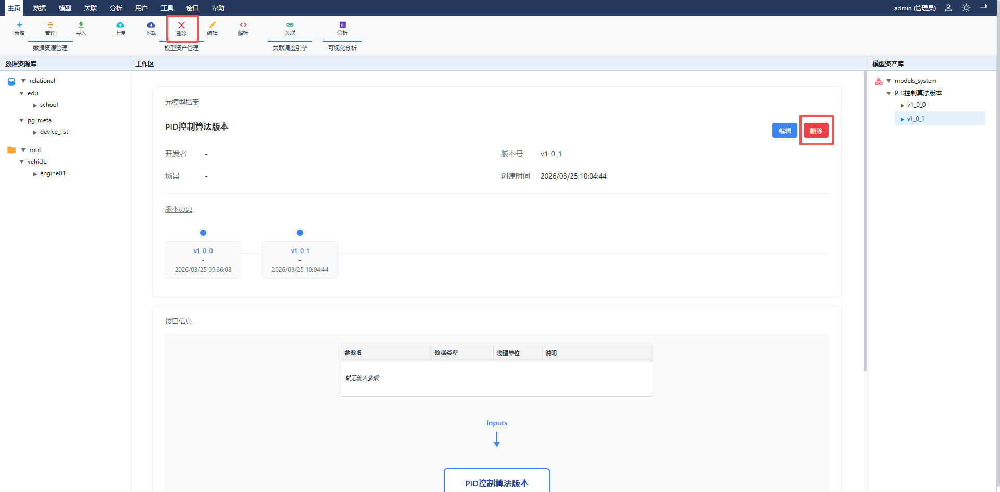 主页 数据 模型 关联 分析 用户 工具 窗口 帮助 admin (管理员)
新增 管理 导入 上传 下载 删除 编辑 解析 关联 分析
数据资源管理 模型资产管理 关联调度引擎 可视化分析
数据资源库
relational
edu
school
pg_meta
device_list
root
vehicle
engine01
工作区
元模型档案
PID控制算法版本
编辑 删除
开发者 - 版本号 v1_0_1
场景 - 创建时间 2026/03/25 10:04:44
版本历史
v1_0_0
-
2026/03/25 09:36:08
v1_0_1
-
2026/03/25 10:04:44
接口信息
参数名 数据类型 物理单位 说明
暂无输入参数
Inputs
PID控制算法版本
模型资产库
models_system
PID控制算法版本
v1_0_0
v1_0_1